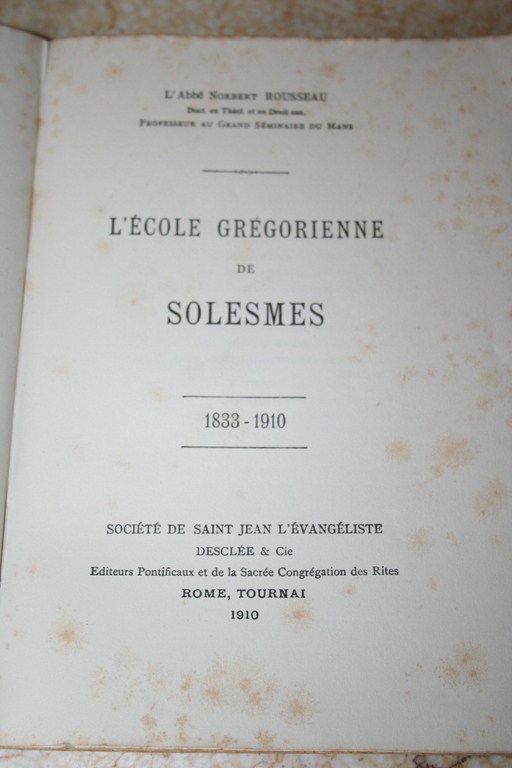 L'Abbé Norbert ROUSSEAU
Doct. en Théol. et en Droit can.
Professeur au Grand Séminaire du Mans
L'ÉCOLE GRÉGORIENNE
DE
SOLESMES
1833 - 1910
SOCIÉTÉ DE SAINT JEAN L'ÉVANGÉLISTE
DESCLÉE & Cie
Editeurs Pontificaux et de la Sacrée Congrégation des Rites
ROME, TOURNAI
1910